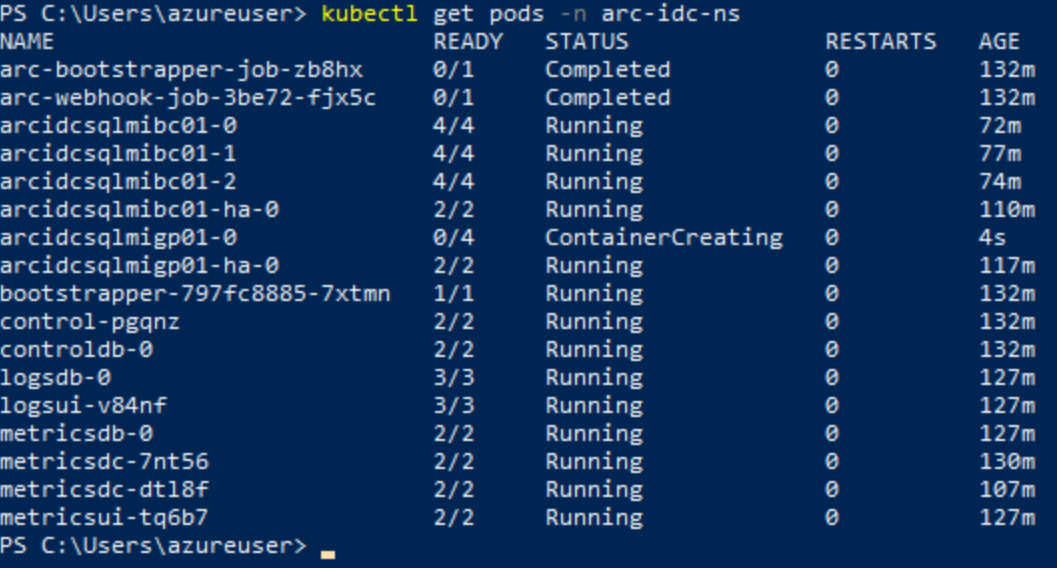 PS C:\Users\azureuser> kubectl get pods -n arc-idc-ns
NAME READY STATUS RESTARTS AGE
arc-bootstrapper-job-zb8hx 0/1 Completed 0 132m
arc-webhook-job-3be72-fjx5c 0/1 Completed 0 132m
arcidcsqlmibc01-0 4/4 Running 0 72m
arcidcsqlmibc01-1 4/4 Running 0 77m
arcidcsqlmibc01-2 4/4 Running 0 74m
arcidcsqlmibc01-ha-0 2/2 Running 0 110m
arcidcsqlmigp01-0 0/4 ContainerCreating 0 4s
arcidcsqlmigp01-ha-0 2/2 Running 0 117m
bootstrapper-797fc8885-7xtmn 1/1 Running 0 132m
control-pgqnz 2/2 Running 0 132m
controldb-0 2/2 Running 0 132m
logsdb-0 3/3 Running 0 127m
logsui-v84nf 3/3 Running 0 127m
metricsdb-0 2/2 Running 0 127m
metricsdc-7nt56 2/2 Running 0 130m
metricsdc-dtl8f 2/2 Running 0 107m
metricsui-tq6b7 2/2 Running 0 127m
PS C:\Users\azureuser>